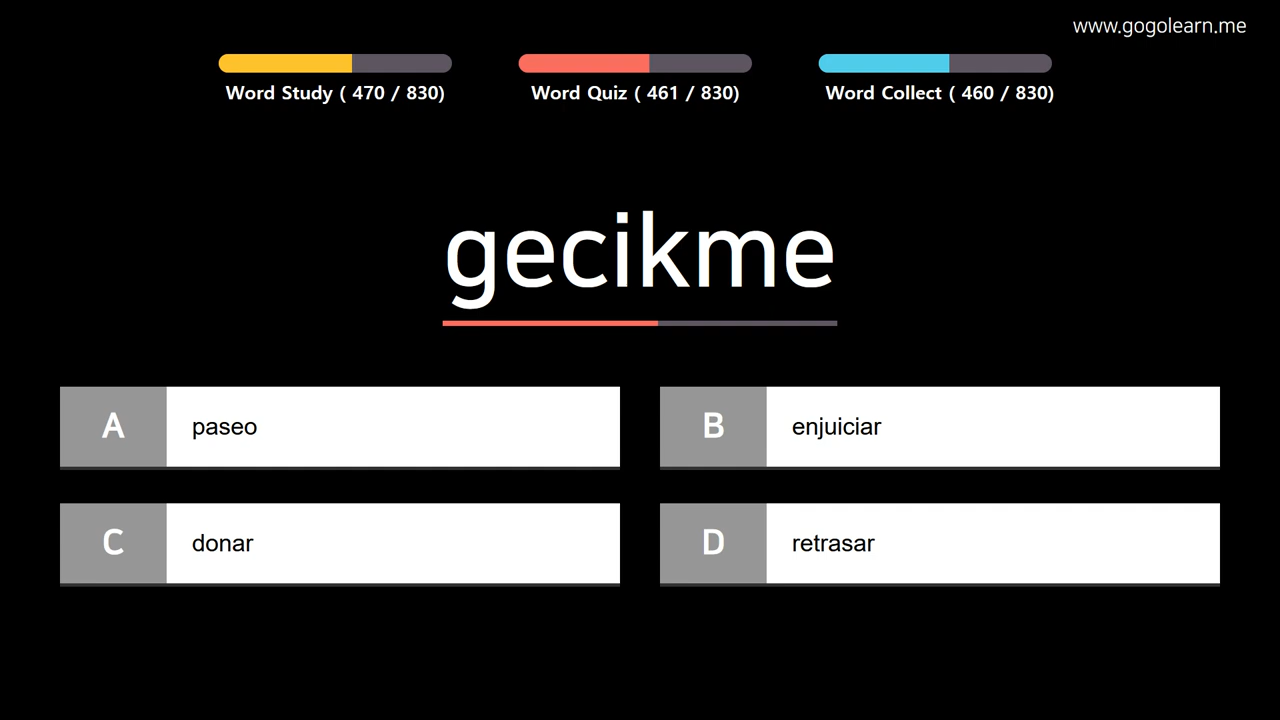 www.gogolearn.me
Word Study ( 470 / 830)
Word Quiz ( 461 / 830)
Word Collect ( 460 / 830)
gecikme
A
paseo
B
enjuiciar
C
donar
D
retrasar